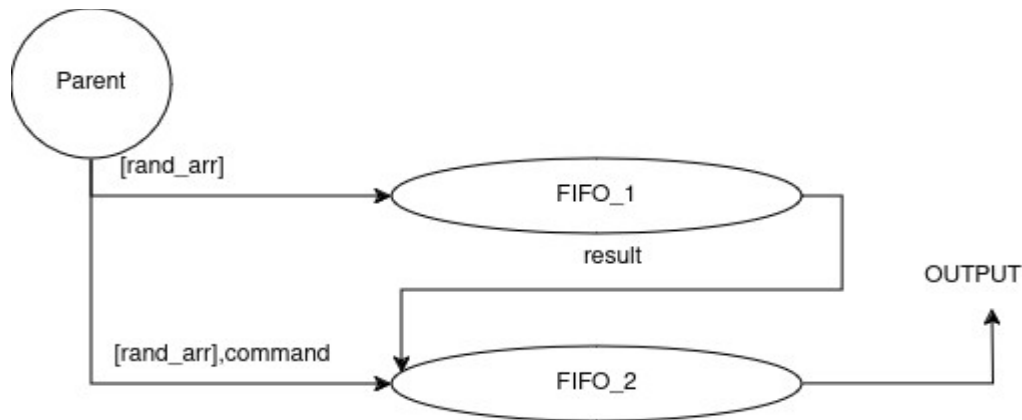 Parent
[rand_arr]
FIFO_1
result
OUTPUT
[rand_arr],command
FIFO_2